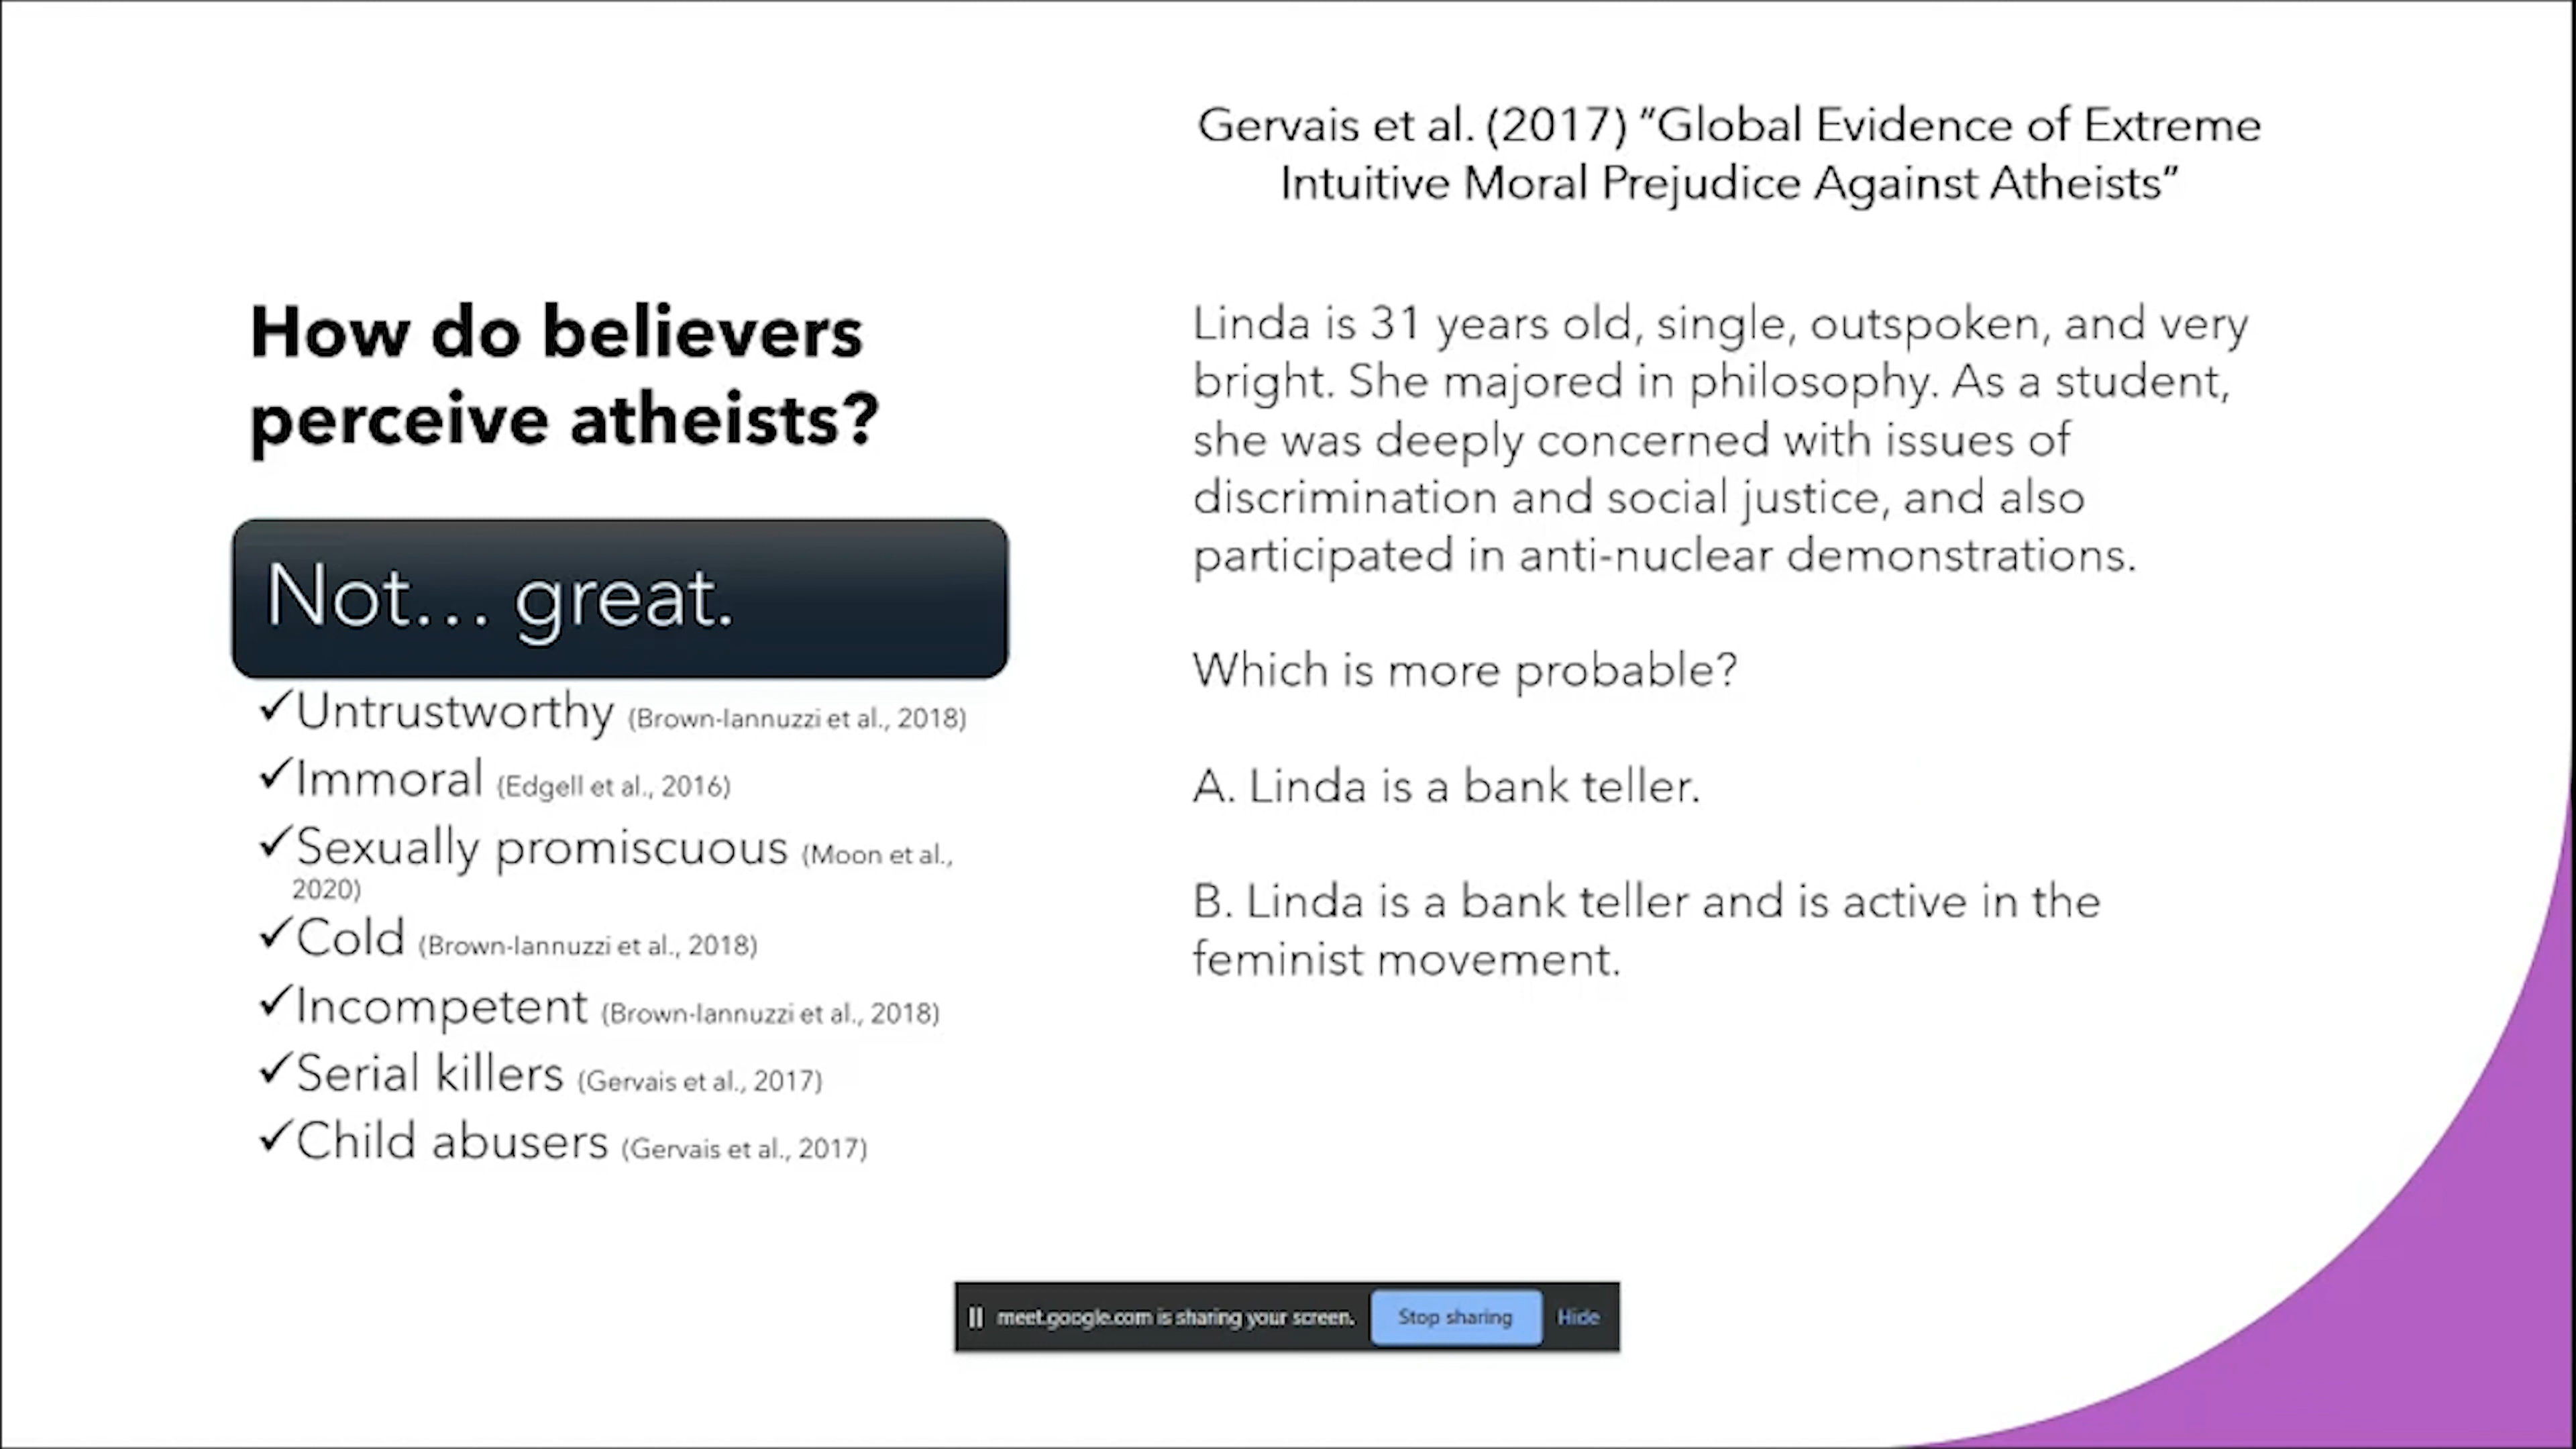 How do believers
perceive atheists?
Not... great.
✓Untrustworthy (Brown-Iannuzzi et al., 2018)
✓Immoral (Edgell et al., 2016)
✓Sexually promiscuous (Moon et al.,
2020)
✓Cold (Brown-Iannuzzi et al., 2018)
✓Incompetent (Brown-Iannuzzi et al., 2018)
✓Serial killers (Gervais et al., 2017)
✓Child abusers (Gervais et al., 2017)
Gervais et al. (2017) "Global Evidence of Extreme
Intuitive Moral Prejudice Against Atheists"
Linda is 31 years old, single, outspoken, and very
bright. She majored in philosophy. As a student,
she was deeply concerned with issues of
discrimination and social justice, and also
participated in anti-nuclear demonstrations.
Which is more probable?
A. Linda is a bank teller.
B. Linda is a bank teller and is active in the
feminist movement.
meet.google.com is sharing your screen. Stop sharing Hide